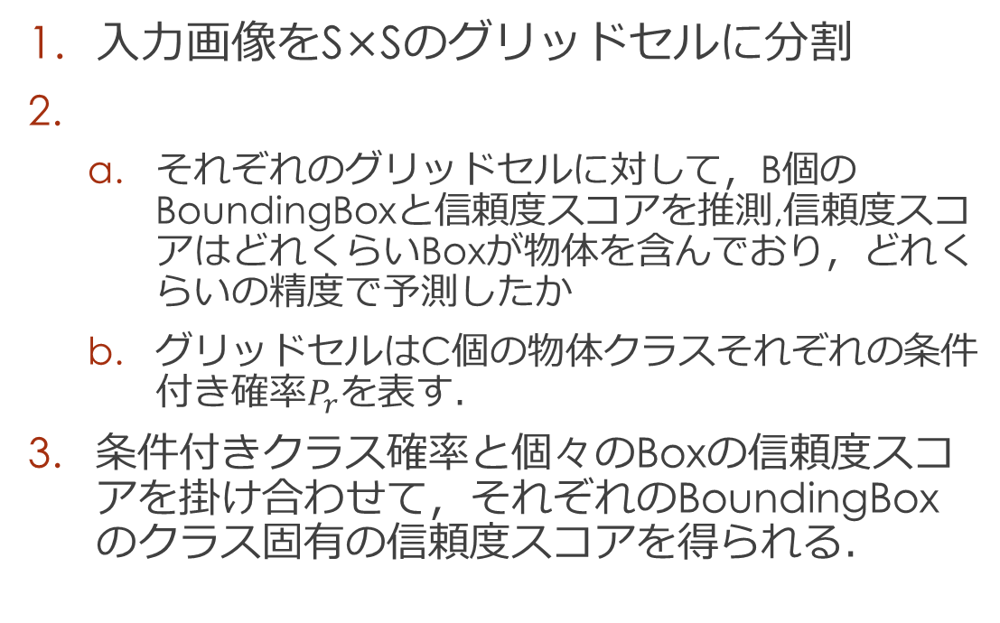 1. 入力画像をS×Sのグリッドセルに分割
2.
a. それぞれのグリッドセルに対して，B個の
BoundingBoxと信頼度スコアを推測,信頼度スコ
アはどれくらいBoxが物体を含んでおり，どれく
らいの精度で予測したか
b. グリッドセルはC個の物体クラスそれぞれの条件
付き確率Prを表す.
3. 条件付きクラス確率と個々のBoxの信頼度スコ
アを掛け合わせて，それぞれのBoundingBox
のクラス固有の信頼度スコアを得られる.